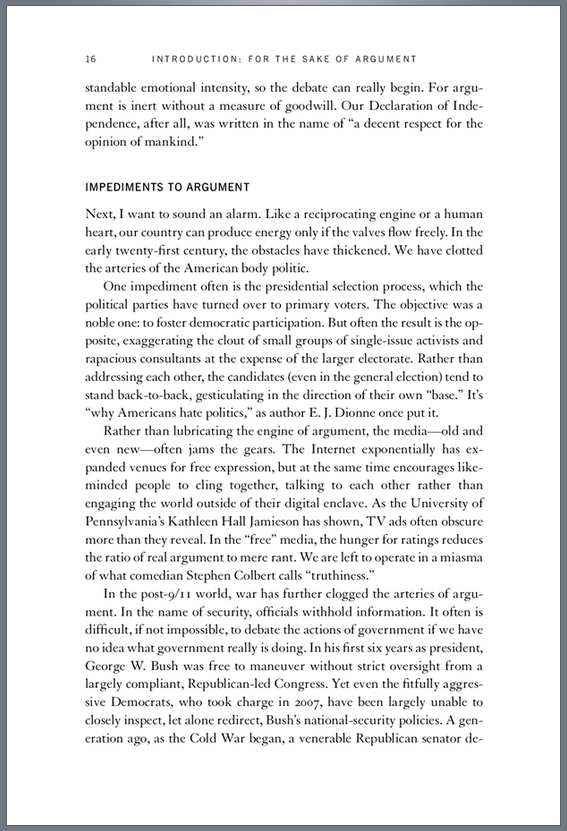 16 INTRODUCTION: FOR THE SAKE OF ARGUMENT
standable emotional intensity, so the debate can really begin. For argu-
ment is inert without a measure of goodwill. Our Declaration of Inde-
pendence, after all, was written in the name of “a decent respect for the
opinion of mankind.”
IMPEDIMENTS TO ARGUMENT
Next, I want to sound an alarm. Like a reciprocating engine or a human
heart, our country can produce energy only if the valves flow freely. In the
early twenty-first century, the obstacles have thickened. We have clotted
the arteries of the American body politic.
One impediment often is the presidential selection process, which the
political parties have turned over to primary voters. The objective was a
noble one: to foster democratic participation. But often the result is the op-
posite, exaggerating the clout of small groups of single-issue activists and
rapacious consultants at the expense of the larger electorate. Rather than
addressing each other, the candidates (even in the general election) tend to
stand back-to-back, gesticulating in the direction of their own “base.” It’s
“why Americans hate politics,” as author E. J. Dionne once put it.
Rather than lubricating the engine of argument, the media—old and
even new—often jams the gears. The Internet exponentially has ex-
panded venues for free expression, but at the same time encourages like-
minded people to cling together, talking to each other rather than
engaging the world outside of their digital enclave. As the University of
Pennsylvania’s Kathleen Hall Jamieson has shown, TV ads often obscure
more than they reveal. In the “free” media, the hunger for ratings reduces
the ratio of real argument to mere rant. We are left to operate in a miasma
of what comedian Stephen Colbert calls “truthiness.”
In the post-9/11 world, war has further clogged the arteries of argu-
ment. In the name of security, officials withhold information. It often is
difficult, if not impossible, to debate the actions of government if we have
no idea what government really is doing. In his first six years as president,
George W. Bush was free to maneuver without strict oversight from a
largely compliant, Republican-led Congress. Yet even the fitfully aggres-
sive Democrats, who took charge in 2007, have been largely unable to
closely inspect, let alone redirect, Bush’s national-security policies. A gen-
eration ago, as the Cold War began, a venerable Republican senator de-